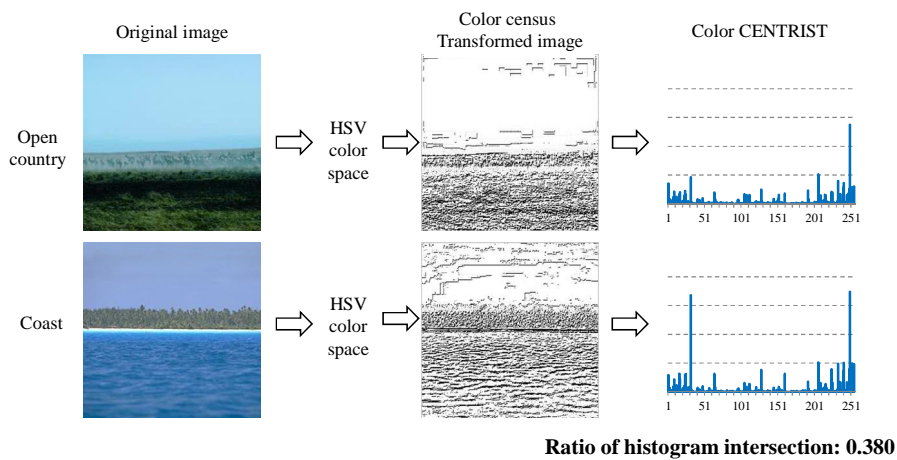 Original image
Color census
Transformed image
Color CENTRIST
Open
country
HSV
color
space
1 51 101 151 201 251
Coast
HSV
color
space
1 51 101 151 201 251
Ratio of histogram intersection: 0.380